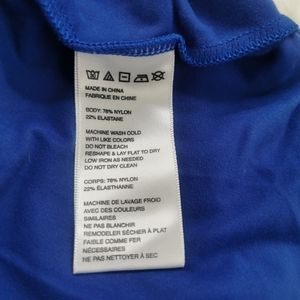 MADE IN CHINA
FABRIQUE EN CHINE
BODY: 78% NYLON
22% ELASTANE
MACHINE WASH COLD
WITH LIKE COLORS
DO NOT BLEACH
RESHAPE & LAY FLAT TO DRY
LOW IRON AS NEEDED
DO NOT DRY CLEAN
CORPS: 78% NYLON
22% ÉLASTHANNE
MACHINE DE LAVAGE FROID
AVEC DES COULEURS
SIMILAIRES
NE PAS BLANCHIR
REMODELER SÉCHER À PLAT
FAIBLE COMME FER
NÉCESSAIRES
NE PAS NETTOYER À SEC